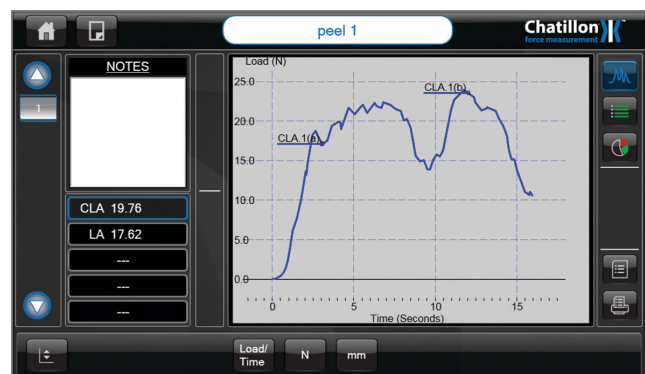 peel 1
Chatillon
force measurement
1
NOTES
CLA 19.76
LA 17.62
---
---
---
Load (N)
25.0
20.0
15.0
10.0
5.0
0.0
CLA.1(a)
CLA.1(b)
0 5 10 15
Time (Seconds)
Load/
Time
N
mm